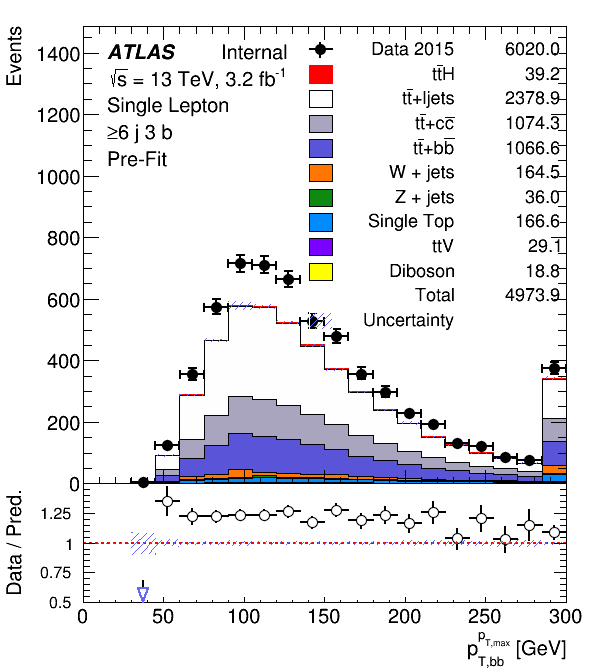 Events
ATLAS Internal
√s = 13 TeV, 3.2 fb⁻¹
Single Lepton
≥6 j 3 b
Pre-Fit
Data 2015 6020.0
tt̄H 39.2
tt̄+ljets 2378.9
tt̄+cc̄ 1074.3
tt̄+bb̄ 1066.6
W + jets 164.5
Z + jets 36.0
Single Top 166.6
ttV 29.1
Diboson 18.8
Total 4973.9
Uncertainty
1400
1200
1000
800
600
400
200
0
Data / Pred.
1.25
1
0.75
0.5
0 50 100 150 200 250 300
p_{T,bb}^{p_{T,max}} [GeV]